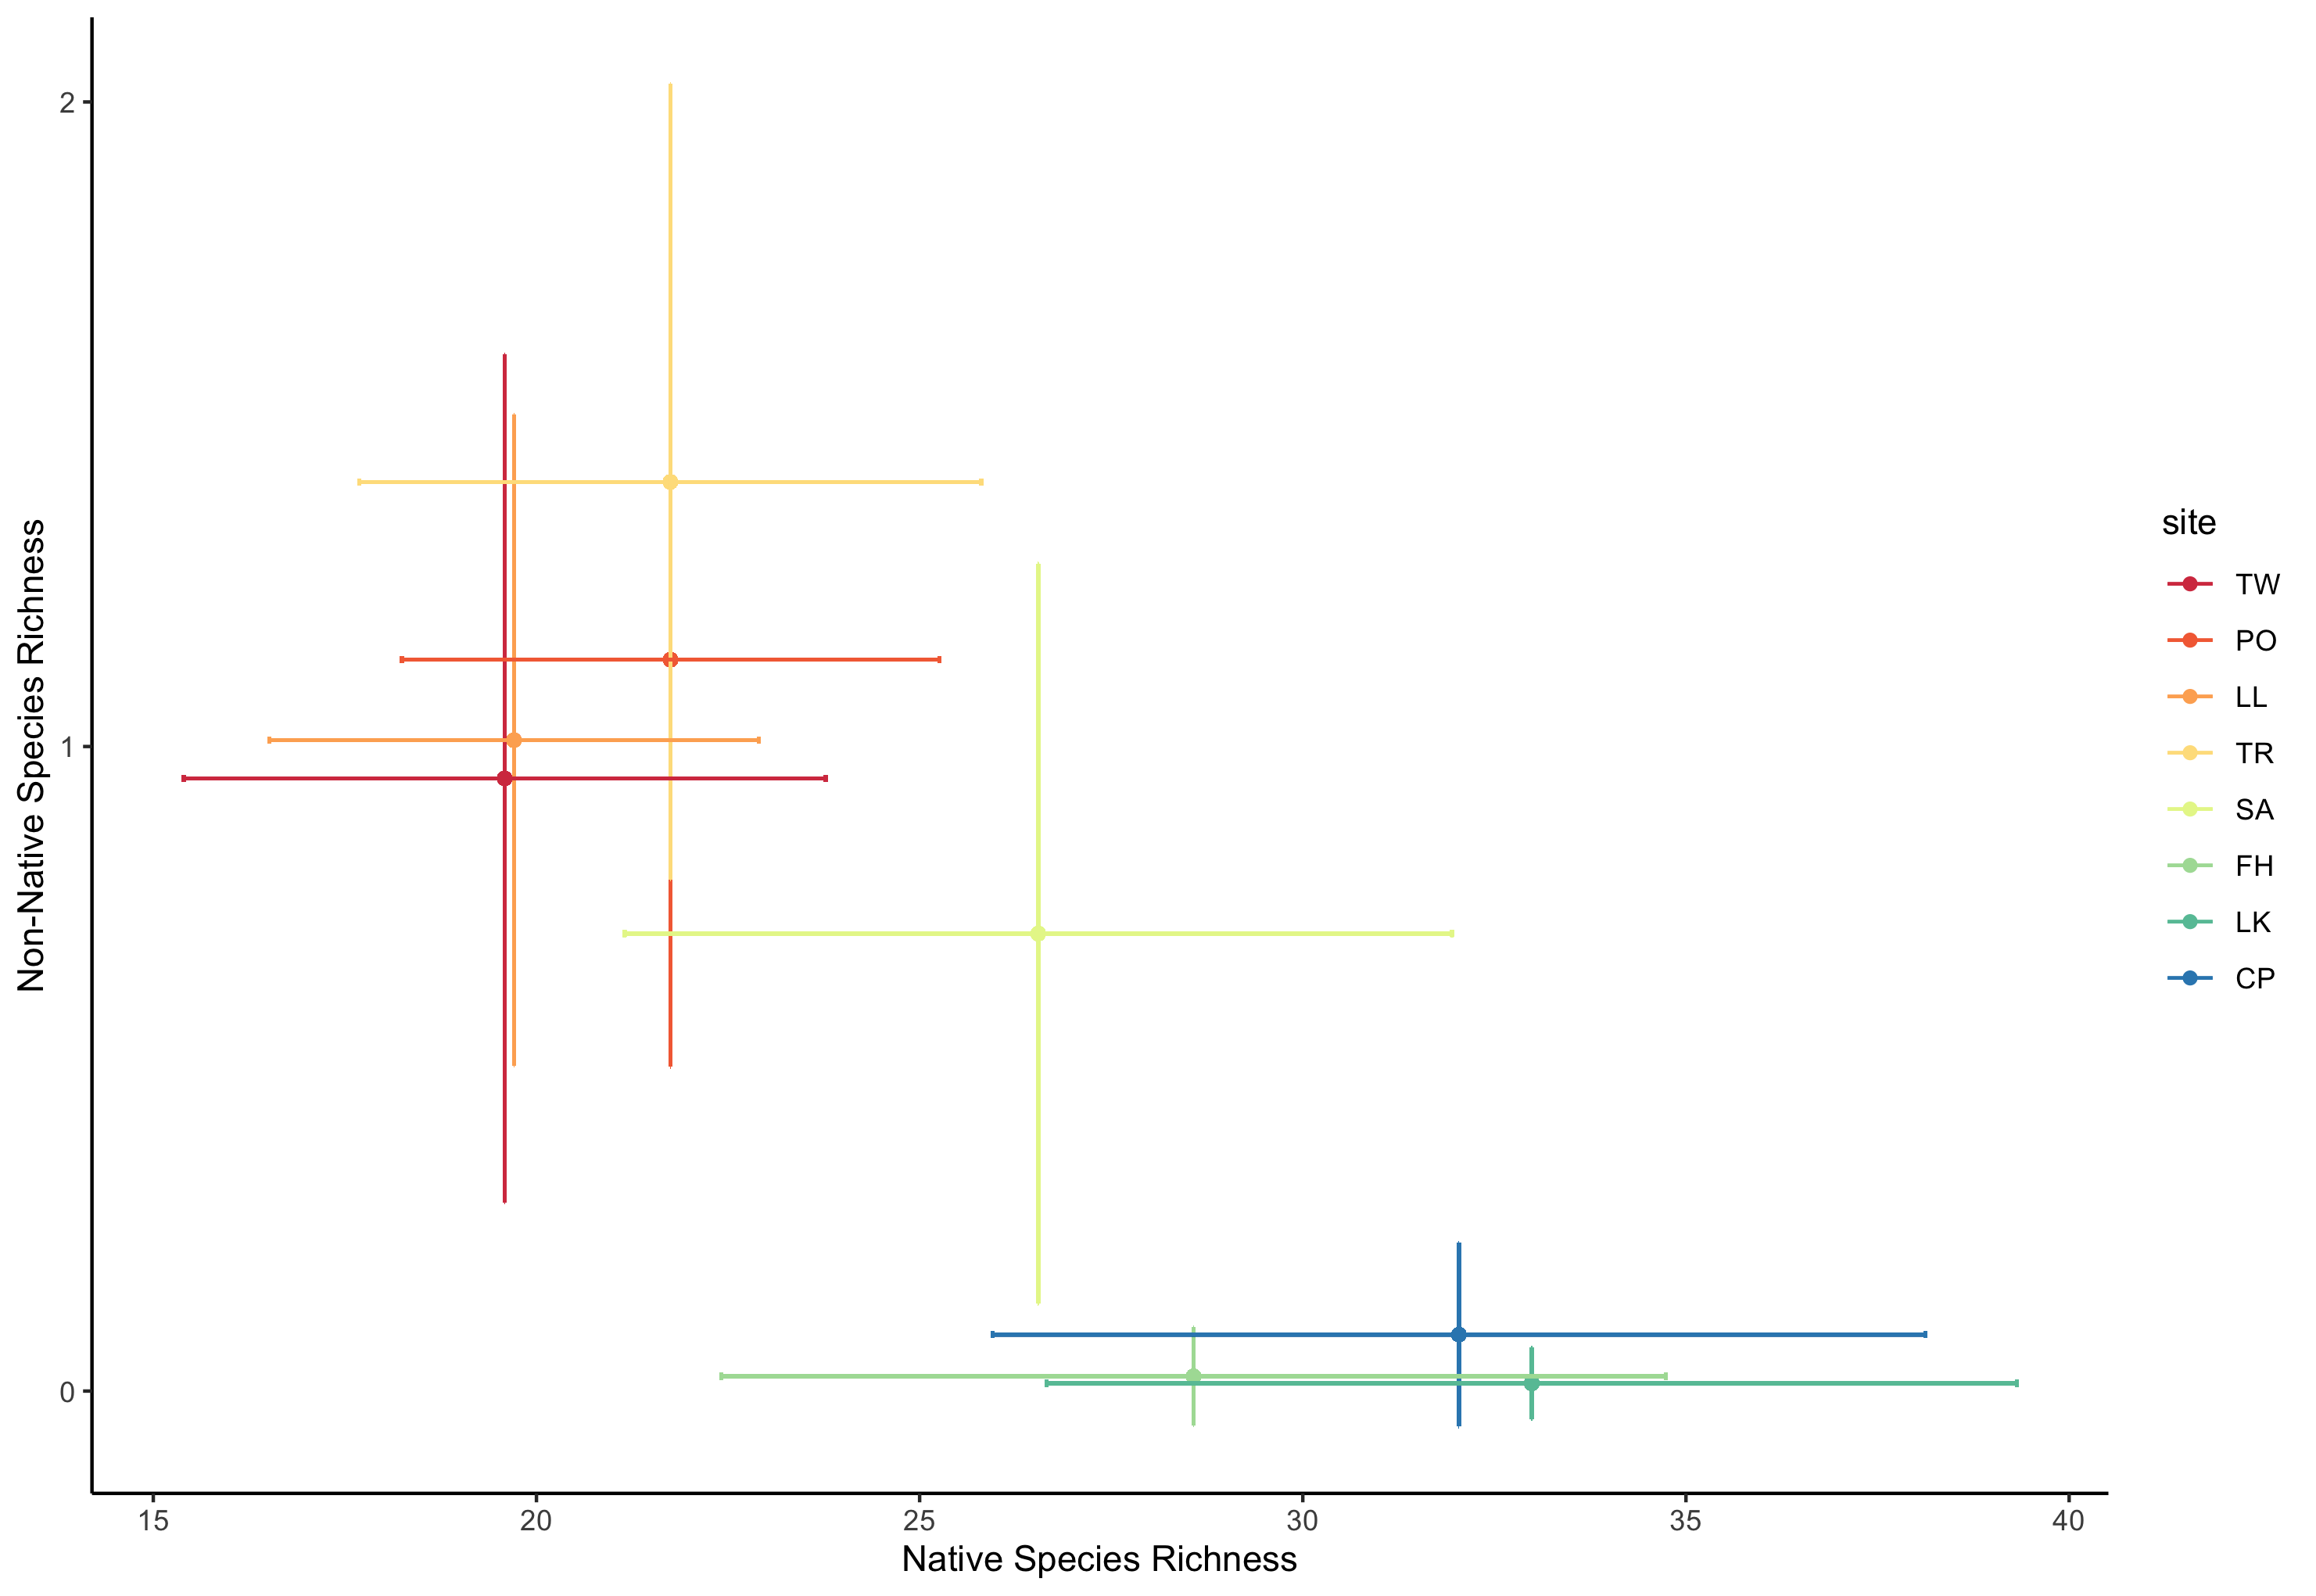 Non-Native Species Richness
2
1
0
15 20 25 30 35 40
Native Species Richness
site
TW
PO
LL
TR
SA
FH
LK
CP